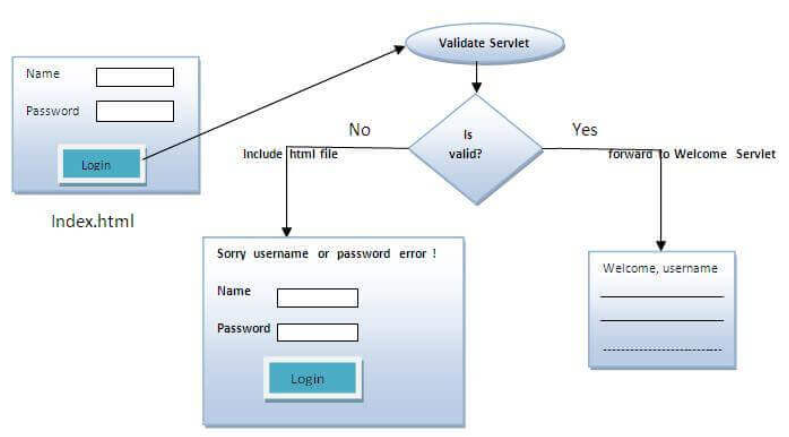 Validate Servlet
Name
Password
Login
Index.html
Is
valid?
No
Yes
Include html file
forward to Welcome Servlet
Sorry username or password error !
Name
Password
Login
Welcome, username